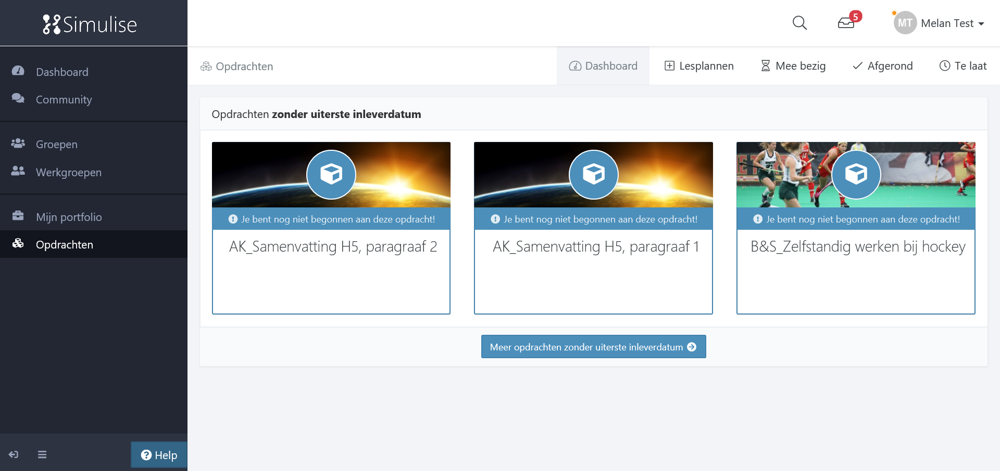 Simulise
5
MT
Melan Test
Dashboard
Community
Groepen
Werkgroepen
Mijn portfolio
Opdrachten
Help
Opdrachten
Dashboard
Lesplannen
Mee bezig
Afgerond
Te laat
Opdrachten zonder uiterste inleverdatum
Je bent nog niet begonnen aan deze opdracht!
AK_Samenvatting H5, paragraaf 2
Je bent nog niet begonnen aan deze opdracht!
AK_Samenvatting H5, paragraaf 1
Je bent nog niet begonnen aan deze opdracht!
B&S_Zelfstandig werken bij hockey
Meer opdrachten zonder uiterste inleverdatum